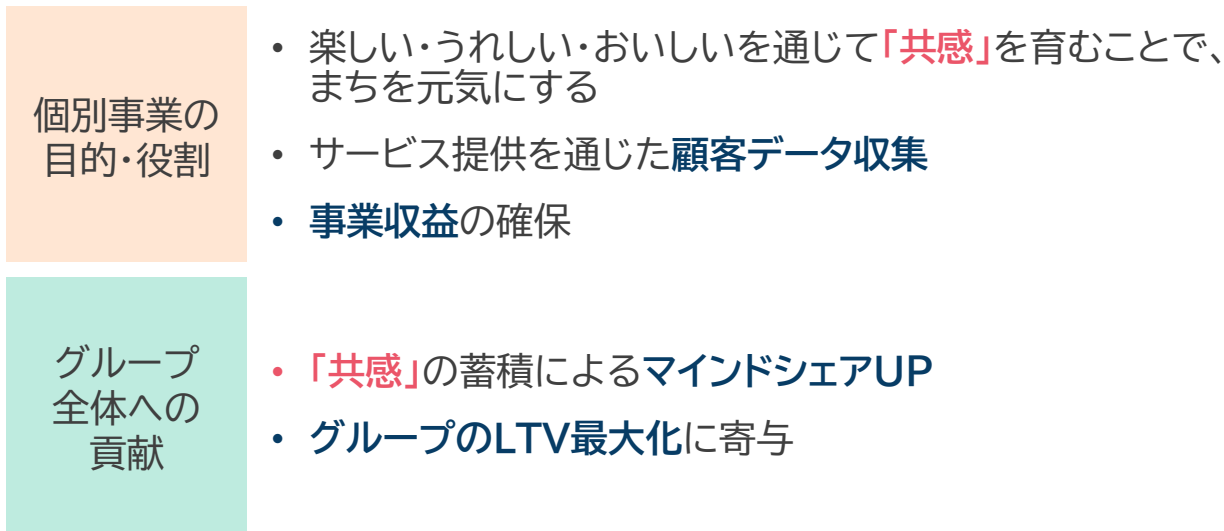 個別事業の
目的・役割
• 楽しい・うれしい・おいしいを通じて「共感」を育むことで、
まちを元気にする
• サービス提供を通じた顧客データ収集
• 事業収益の確保
グループ
全体への
貢献
• 「共感」の蓄積によるマインドシェアUP
• グループのLTV最大化に寄与